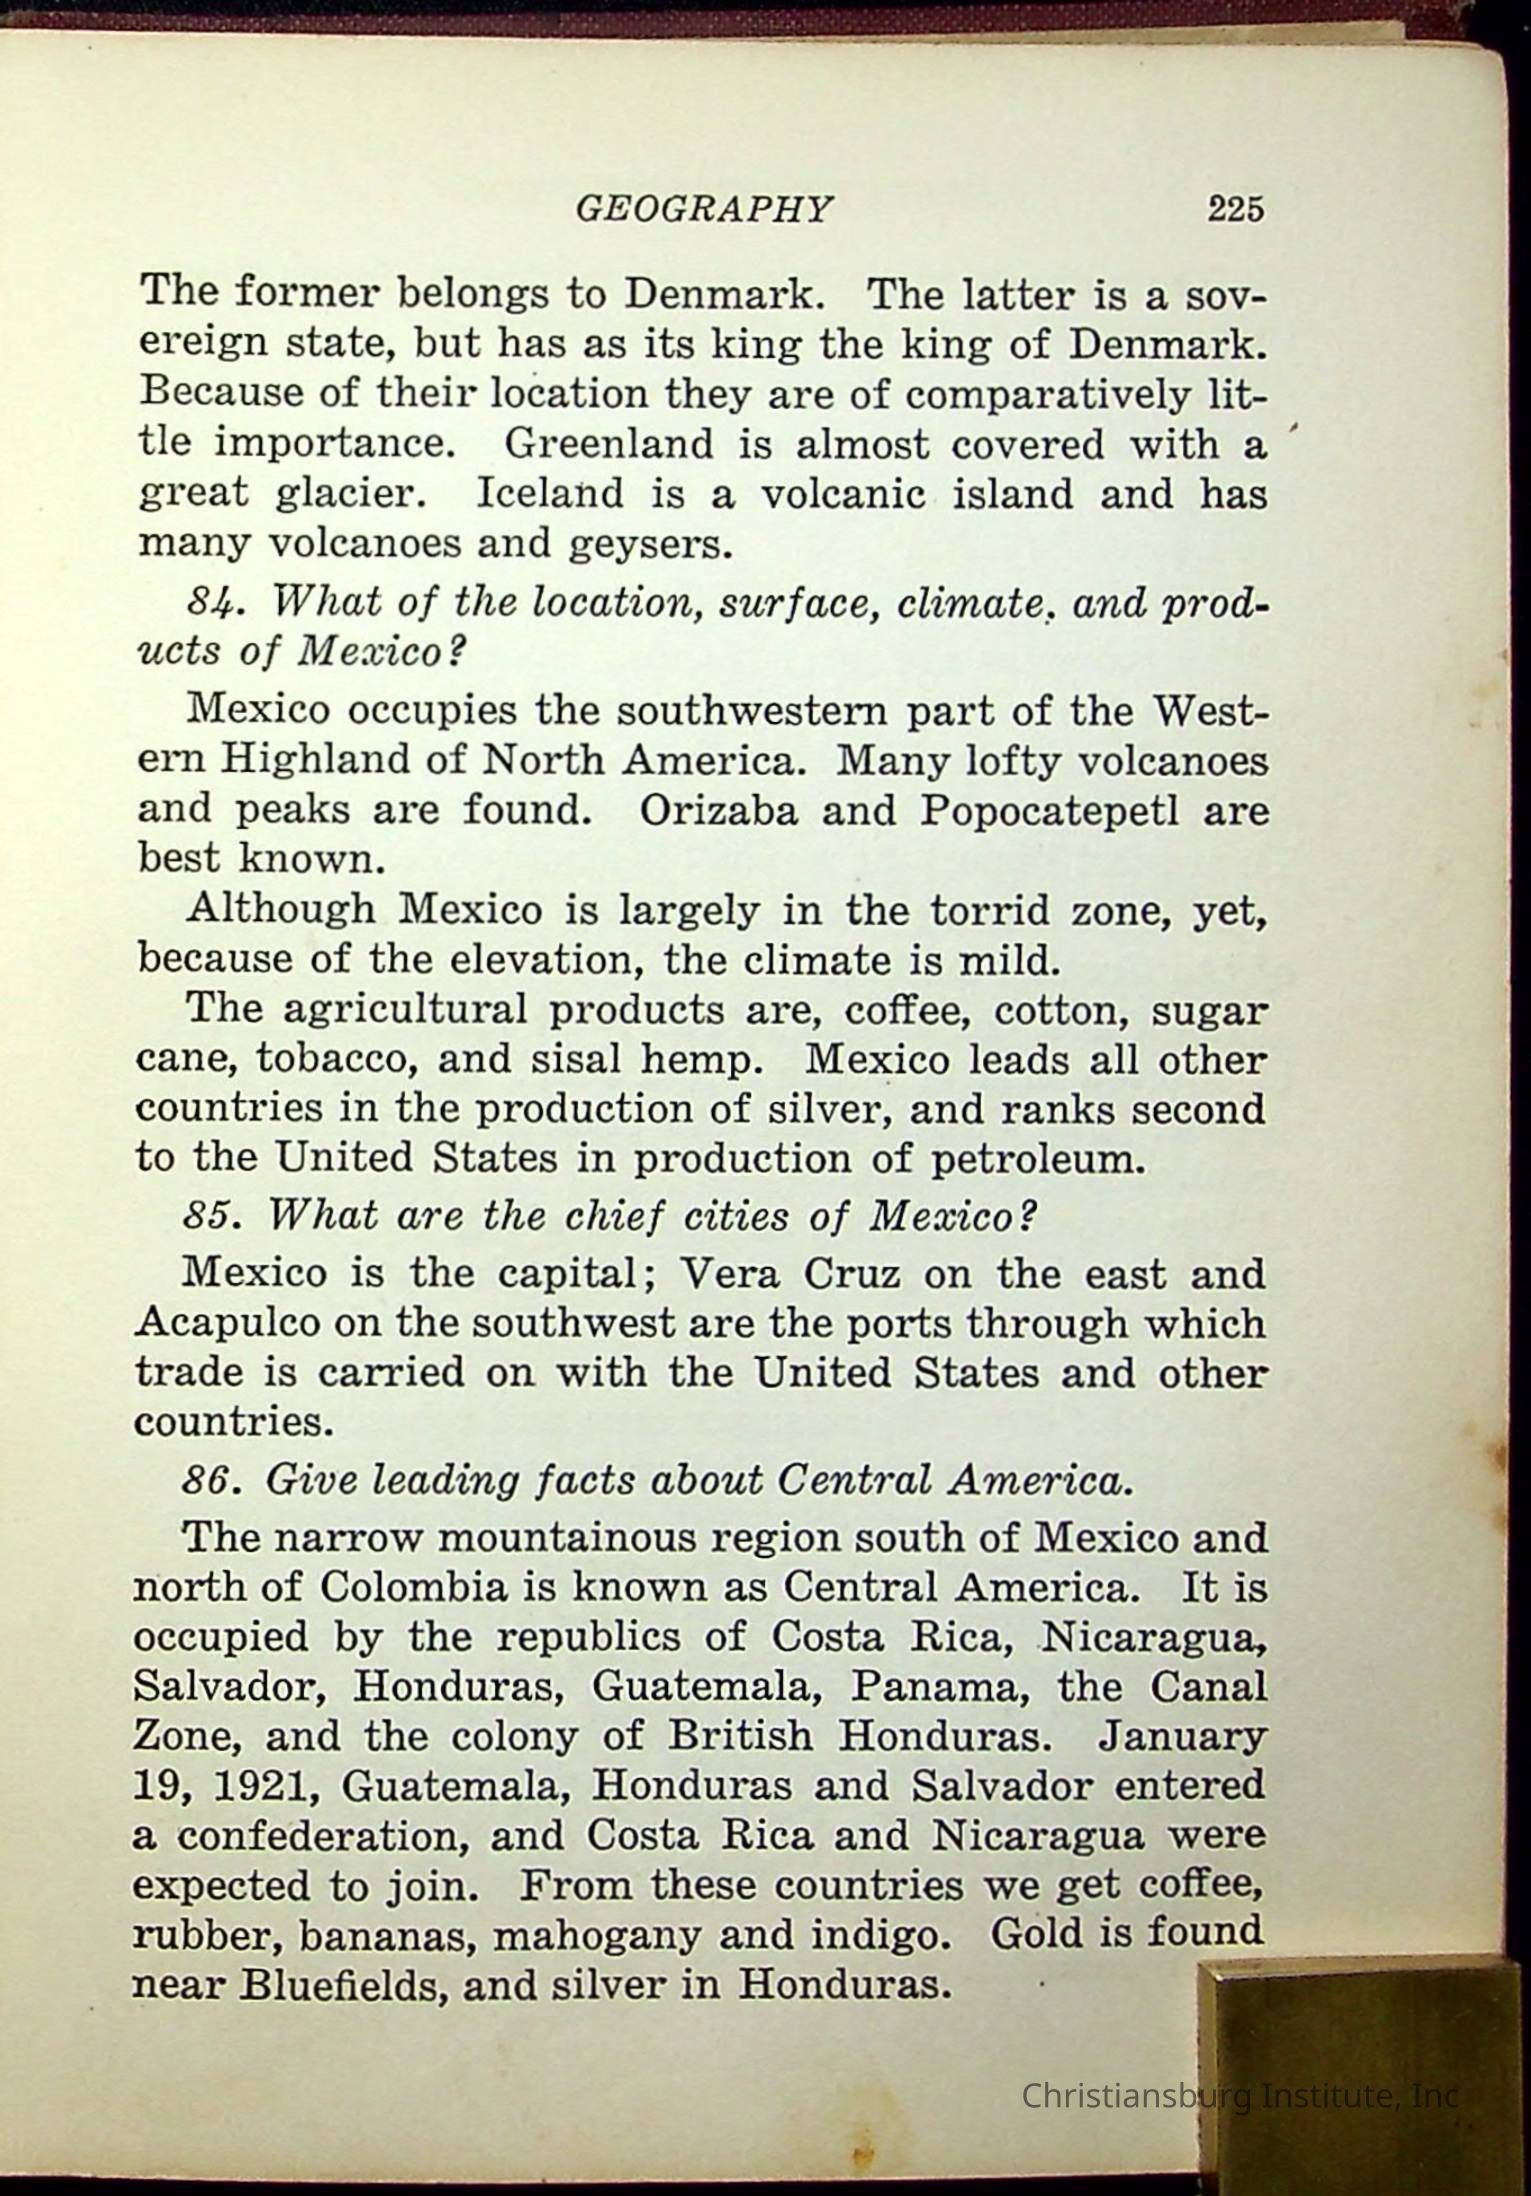 GEOGRAPHY 225
The former belongs to Denmark. The latter is a sov-
ereign state, but has as its king the king of Denmark.
Because of their location they are of comparatively lit-
tle importance. Greenland is almost covered with a
great glacier. Iceland is a volcanic island and has
many volcanoes and geysers.
84. What of the location, surface, climate, and prod-
ucts of Mexico?
Mexico occupies the southwestern part of the West-
ern Highland of North America. Many lofty volcanoes
and peaks are found. Orizaba and Popocatepetl are
best known.
Although Mexico is largely in the torrid zone, yet,
because of the elevation, the climate is mild.
The agricultural products are, coffee, cotton, sugar
cane, tobacco, and sisal hemp. Mexico leads all other
countries in the production of silver, and ranks second
to the United States in production of petroleum.
85. What are the chief cities of Mexico?
Mexico is the capital; Vera Cruz on the east and
Acapulco on the southwest are the ports through which
trade is carried on with the United States and other
countries.
86. Give leading facts about Central America.
The narrow mountainous region south of Mexico and
north of Colombia is known as Central America. It is
occupied by the republics of Costa Rica, Nicaragua,
Salvador, Honduras, Guatemala, Panama, the Canal
Zone, and the colony of British Honduras. January
19, 1921, Guatemala, Honduras and Salvador entered
a confederation, and Costa Rica and Nicaragua were
expected to join. From these countries we get coffee,
rubber, bananas, mahogany and indigo. Gold is found
near Bluefields, and silver in Honduras.
Christiansburg Institute, Inc